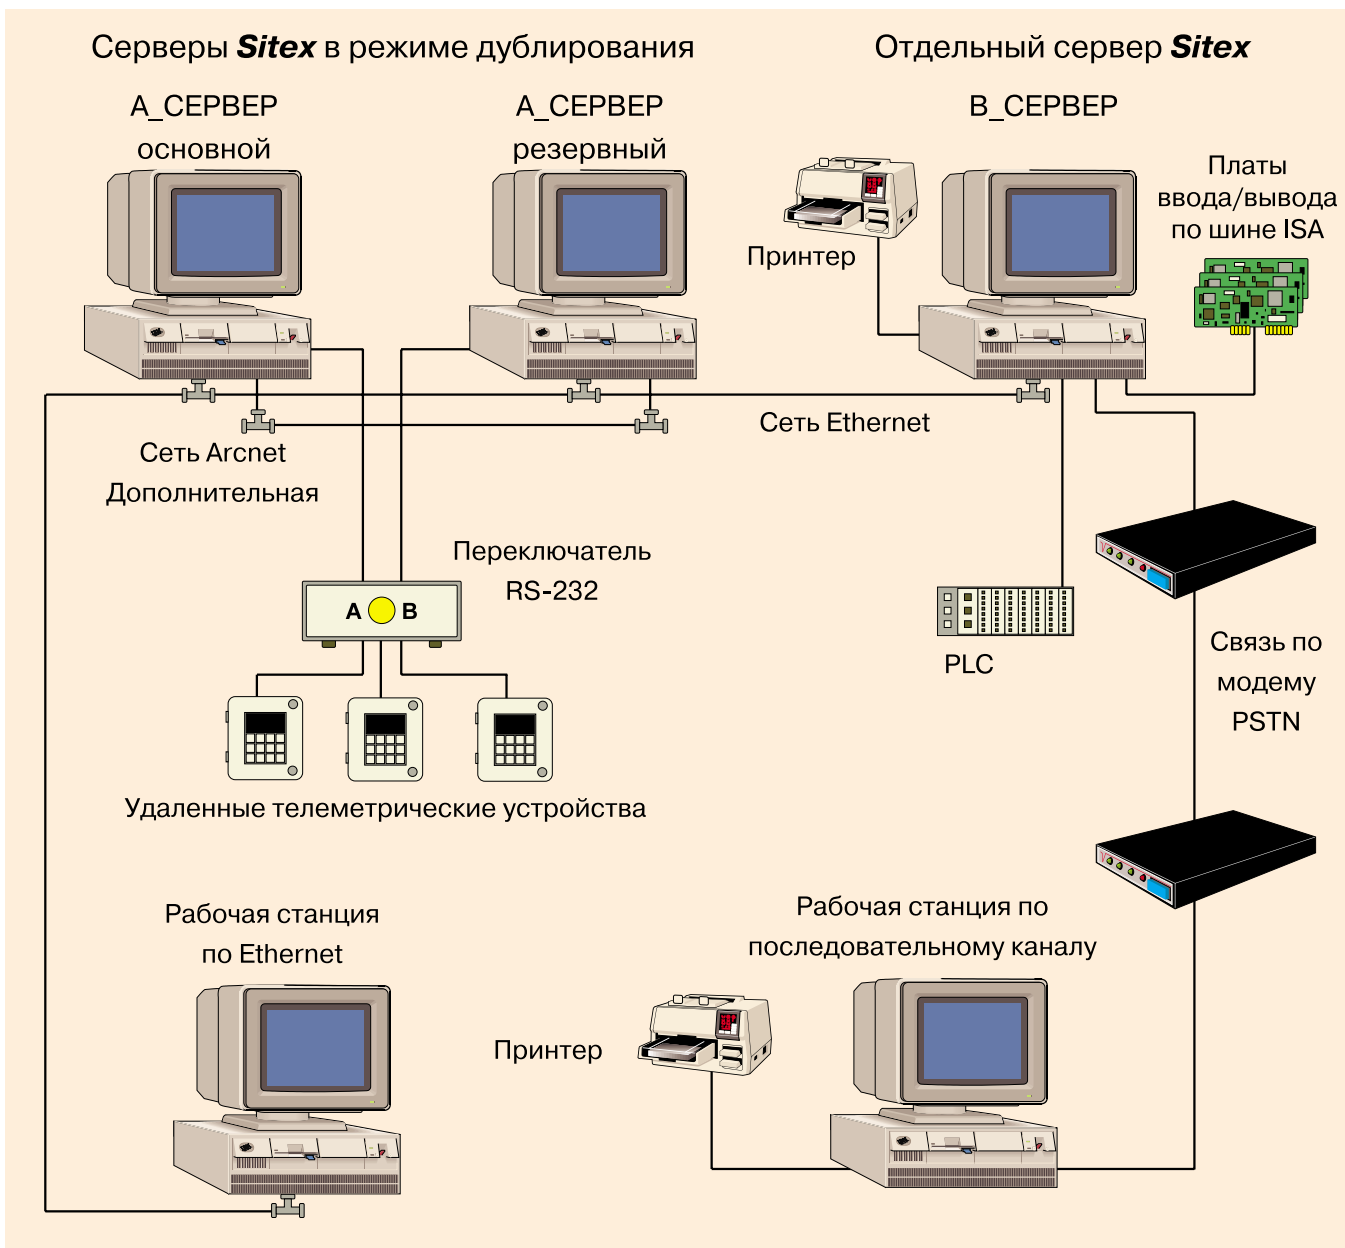 Серверы Sitex в режиме дублирования
Отдельный сервер Sitex
А_СЕРВЕР
основной
А_СЕРВЕР
резервный
В_СЕРВЕР
Принтер
Платы
ввода/вывода
по шине ISA
Сеть Ethernet
Сеть Arcnet
Дополнительная
Переключатель
RS-232
A B
PLC
Связь по
модему
PSTN
Удаленные телеметрические устройства
Рабочая станция
по Ethernet
Рабочая станция по
последовательному каналу
Принтер